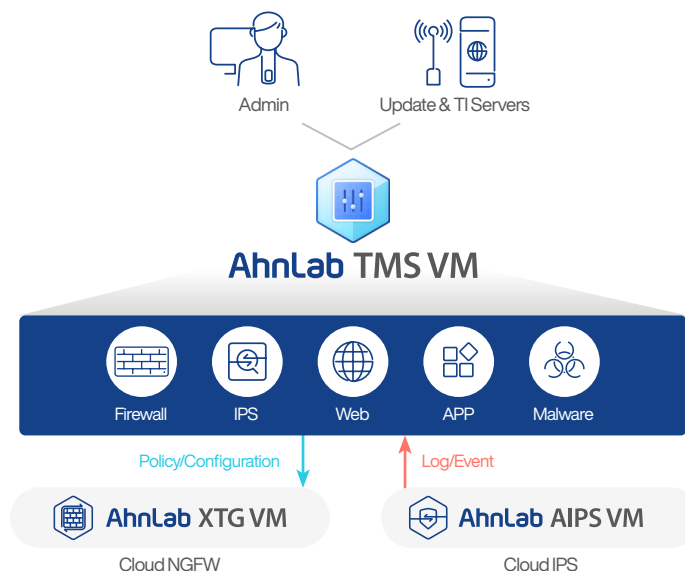 Admin
Update & TI Servers
AhnLab TMS VM
Firewall
IPS
Web
APP
Malware
Policy/Configuration
Log/Event
AhnLab XTG VM
AhnLab AIPS VM
Cloud NGFW
Cloud IPS